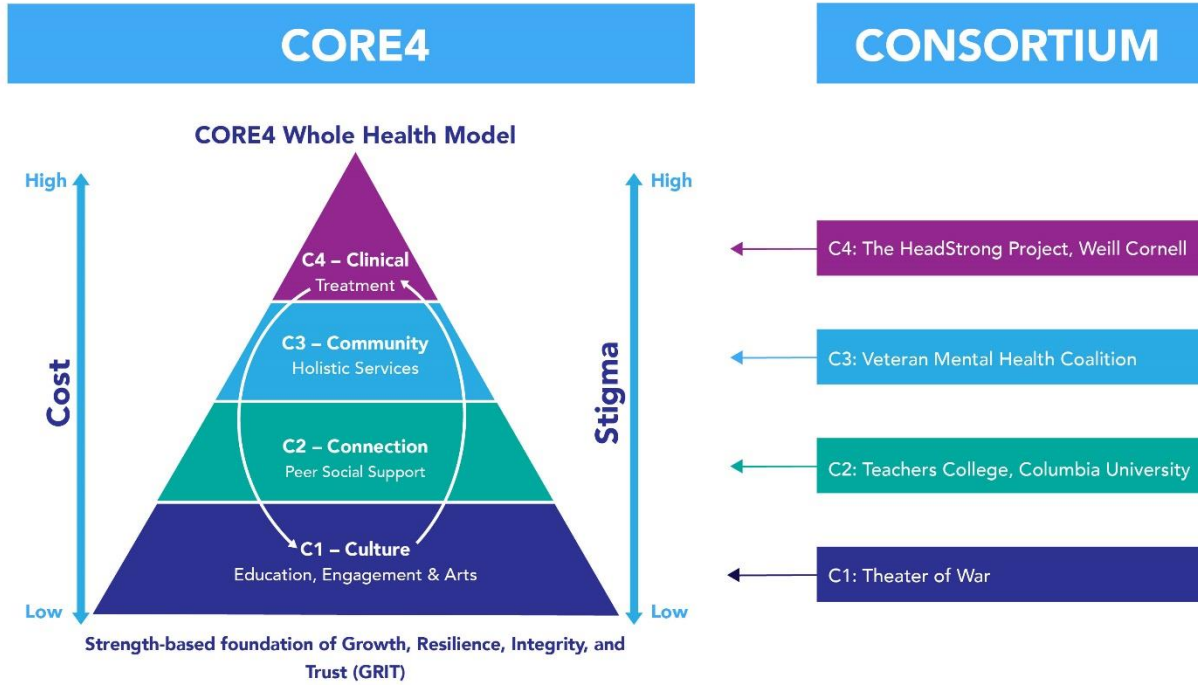 CORE4
CONSORTIUM
CORE4 Whole Health Model
High
High
Cost
Stigma
C4 – Clinical
Treatment
C3 – Community
Holistic Services
C2 – Connection
Peer Social Support
C1 – Culture
Education, Engagement & Arts
Low
Low
Strength-based foundation of Growth, Resilience, Integrity, and
Trust (GRIT)
C4: The HeadStrong Project, Weill Cornell
C3: Veteran Mental Health Coalition
C2: Teachers College, Columbia University
C1: Theater of War